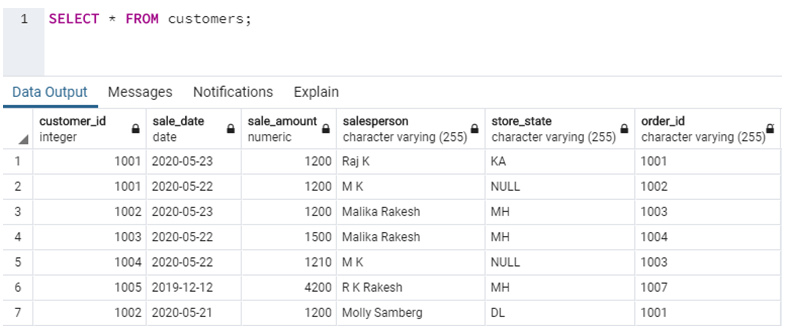 1 SELECT * FROM customers;
Data Output Messages Notifications Explain
customer_id sale_date sale_amount salesperson store_state order_id
integer date numeric character varying (255) character varying (255) character varying (255)
1 1001 2020-05-23 1200 Raj K KA 1001
2 1001 2020-05-22 1200 M K NULL 1002
3 1002 2020-05-23 1200 Malika Rakesh MH 1003
4 1003 2020-05-22 1500 Malika Rakesh MH 1004
5 1004 2020-05-22 1210 M K NULL 1003
6 1005 2019-12-12 4200 R K Rakesh MH 1007
7 1002 2020-05-21 1200 Molly Samberg DL 1001